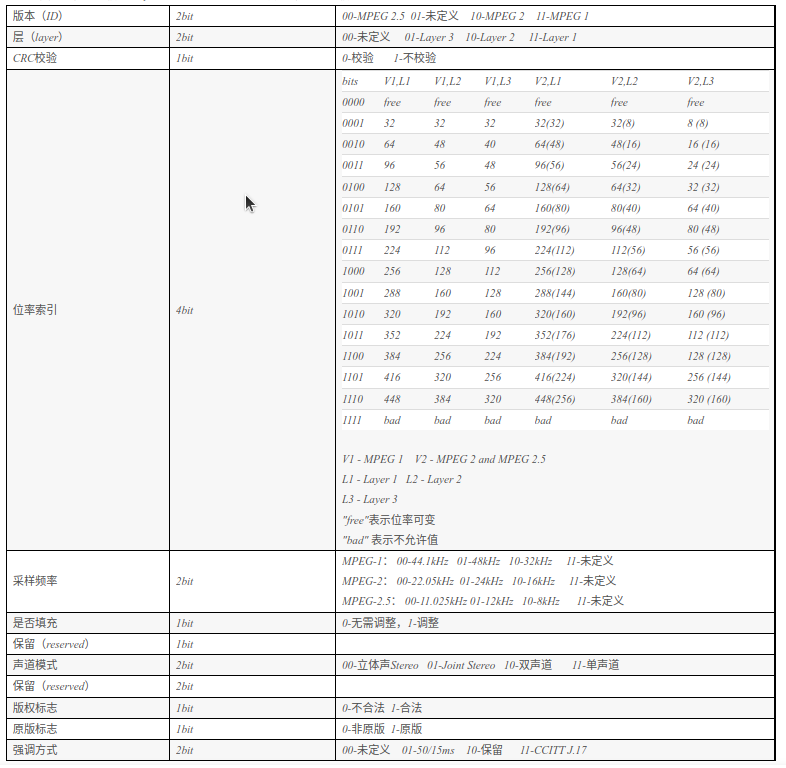 版本（ID） 2bit 00-MPEG 2.5 01-未定义 10-MPEG 2 11-MPEG 1
层（layer） 2bit 00-未定义 01-Layer 3 10-Layer 2 11-Layer 1
CRC校验 1bit 0-校验 1-不校验
位率索引 4bit
bits V1,L1 V1,L2 V1,L3 V2,L1 V2,L2 V2,L3
0000 free free free free free free
0001 32 32 32 32(32) 32(8) 8 (8)
0010 64 48 40 64(48) 48(16) 16 (16)
0011 96 56 48 96(56) 56(24) 24 (24)
0100 128 64 56 128(64) 64(32) 32 (32)
0101 160 80 64 160(80) 80(40) 64 (40)
0110 192 96 80 192(96) 96(48) 80 (48)
0111 224 112 96 224(112) 112(56) 56 (56)
1000 256 128 112 256(128) 128(64) 64 (64)
1001 288 160 128 288(144) 160(80) 128 (80)
1010 320 192 160 320(160) 192(96) 160 (96)
1011 352 224 192 352(176) 224(112) 112 (112)
1100 384 256 224 384(192) 256(128) 128 (128)
1101 416 320 256 416(224) 320(144) 256 (144)
1110 448 384 320 448(256) 384(160) 320 (160)
1111 bad bad bad bad bad bad
V1 - MPEG 1 V2 - MPEG 2 and MPEG 2.5
L1 - Layer 1 L2 - Layer 2
L3 - Layer 3
"free"表示位率可变
"bad" 表示不允许值
采样频率 2bit
MPEG-1： 00-44.1kHz 01-48kHz 10-32kHz 11-未定义
MPEG-2： 00-22.05kHz 01-24kHz 10-16kHz 11-未定义
MPEG-2.5： 00-11.025kHz 01-12kHz 10-8kHz 11-未定义
是否填充 1bit 0-无需调整，1-调整
保留（reserved） 1bit
声道模式 2bit 00-立体声Stereo 01-Joint Stereo 10-双声道 11-单声道
保留（reserved） 2bit
版权标志 1bit 0-不合法 1-合法
原版标志 1bit 0-非原版 1-原版
强调方式 2bit 00-未定义 01-50/15ms 10-保留 11-CCITT J.17